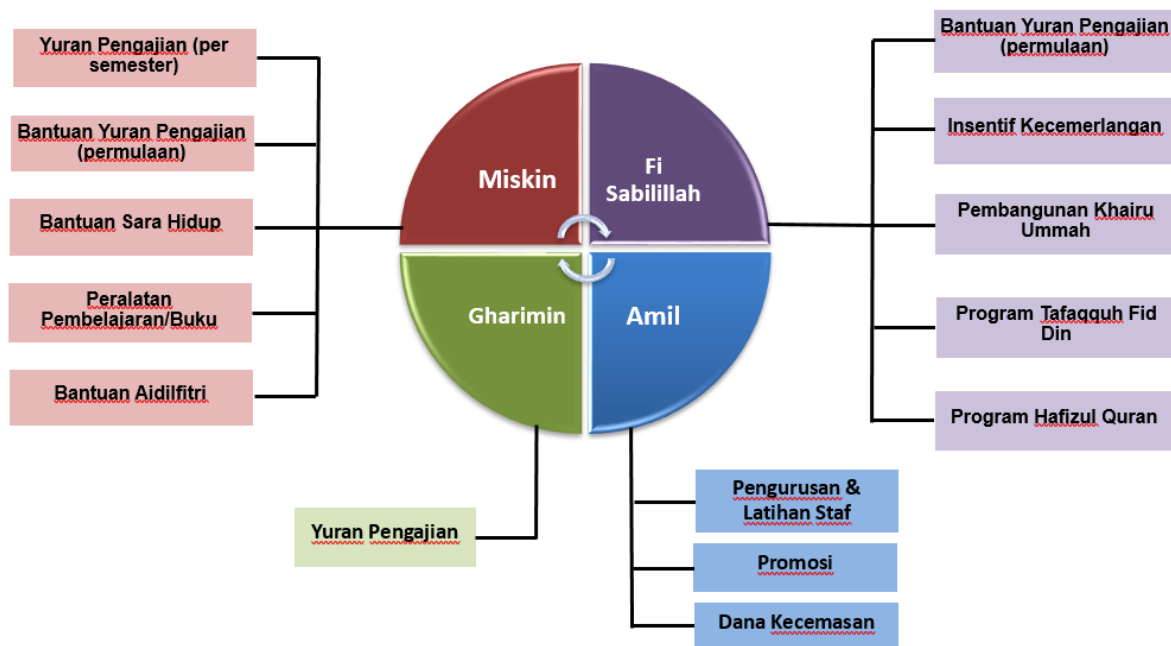 Yuran Pengajian (per
semester)
Bantuan Yuran Pengajian
(permulaan)
Bantuan Sara Hidup
Peralatan
Pembelajaran/Buku
Bantuan Aidilfitri
Miskin
Fi
Sabilillah
Gharimin
Amil
Bantuan Yuran Pengajian
(permulaan)
Insentif Kecemerlangan
Pembangunan Khairu
Ummah
Program Tafaqquh Fid
Din
Program Hafizul Quran
Yuran Pengajian
Pengurusan &
Latihan Staf
Promosi
Dana Kecemasan